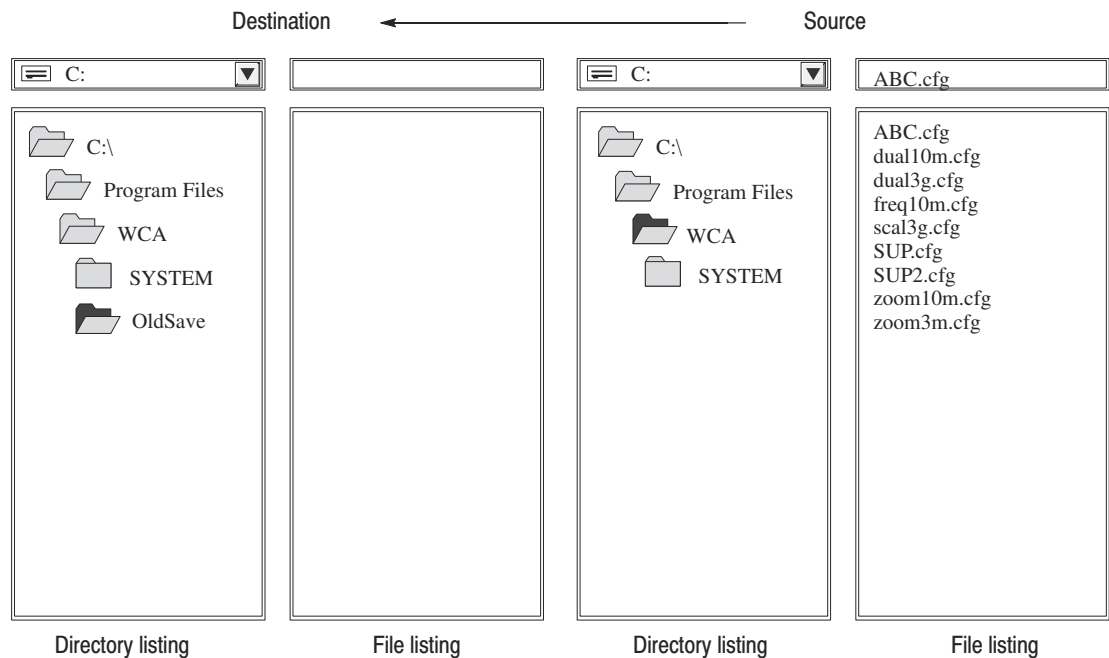 Destination
Source
C:
C:
ABC.cfg
C:\
Program Files
WCA
SYSTEM
OldSave
C:\
Program Files
WCA
SYSTEM
ABC.cfg
dual10m.cfg
dual3g.cfg
freq10m.cfg
scal3g.cfg
SUP.cfg
SUP2.cfg
zoom10m.cfg
zoom3m.cfg
Directory listing
File listing
Directory listing
File listing